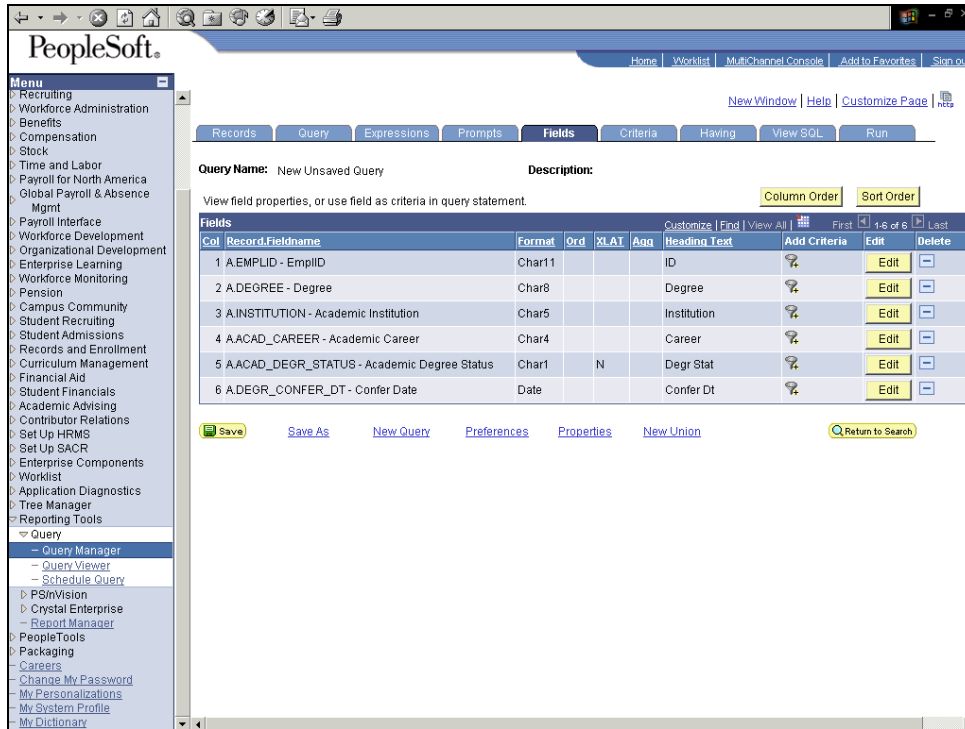 PeopleSoft.
Home | Worklist | MultiChannel Console | Add to Favorites | Sign ou
Menu
Recruiting
Workforce Administration
Benefits
Compensation
Stock
Time and Labor
Payroll for North America
Global Payroll & Absence
Mgmt
Payroll Interface
Workforce Development
Organizational Development
Enterprise Learning
Workforce Monitoring
Pension
Campus Community
Student Recruiting
Student Admissions
Records and Enrollment
Curriculum Management
Financial Aid
Student Financials
Academic Advising
Contributor Relations
Set Up HRMS
Set Up SACR
Enterprise Components
Worklist
Application Diagnostics
Tree Manager
Reporting Tools
Query
Query Manager
Query Viewer
Schedule Query
PS/nVision
Crystal Enterprise
Report Manager
PeopleTools
Packaging
Careers
Change My Password
My Personalizations
My System Profile
My Dictionary
New Window | Help | Customize Page | http
Records Query Expressions Prompts Fields Criteria Having View SQL Run
Query Name: New Unsaved Query Description:
View field properties, or use field as criteria in query statement. Column Order Sort Order
Fields Customize | Find | View All | First 1-6 of 6 Last
Col Record.Fieldname Format Ord XLAT Agg Heading Text Add Criteria Edit Delete
1 A.EMPLID - EmplID Char11 ID Edit
2 A.DEGREE - Degree Char8 Degree Edit
3 A.INSTITUTION - Academic Institution Char5 Institution Edit
4 A.ACAD_CAREER - Academic Career Char4 Career Edit
5 A.ACAD_DEGR_STATUS - Academic Degree Status Char1 N Degr Stat Edit
6 A.DEGR_CONFER_DT - Confer Date Date Confer Dt Edit
Save Save As New Query Preferences Properties New Union Return to Search